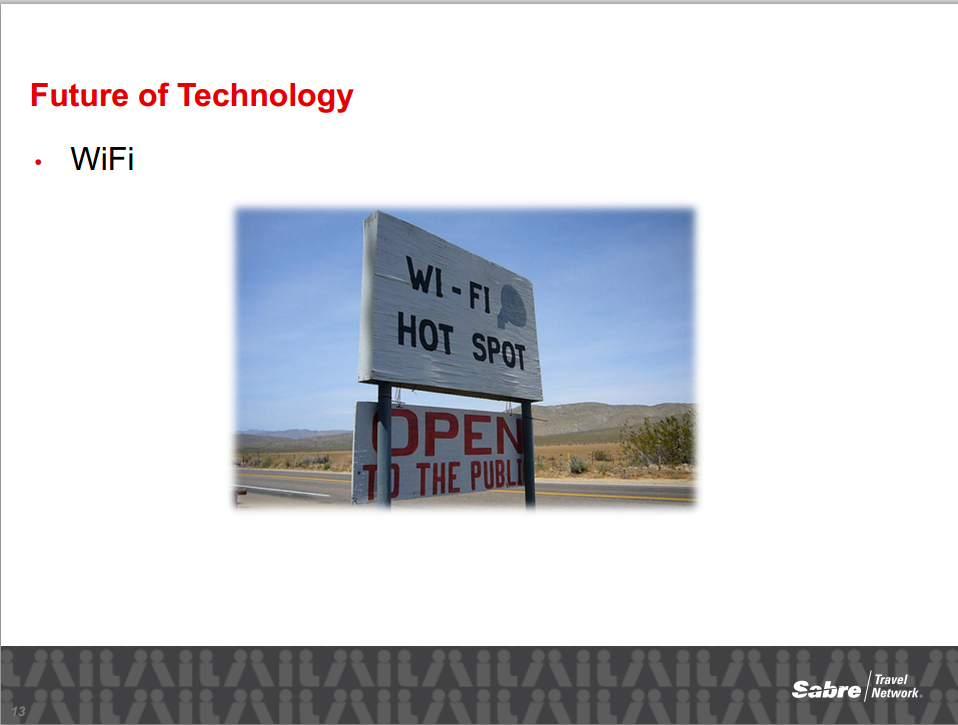 Future of Technology
• WiFi
WI-FI
HOT SPOT
OPEN
TO THE PUBLI
13
Sabre Travel Network